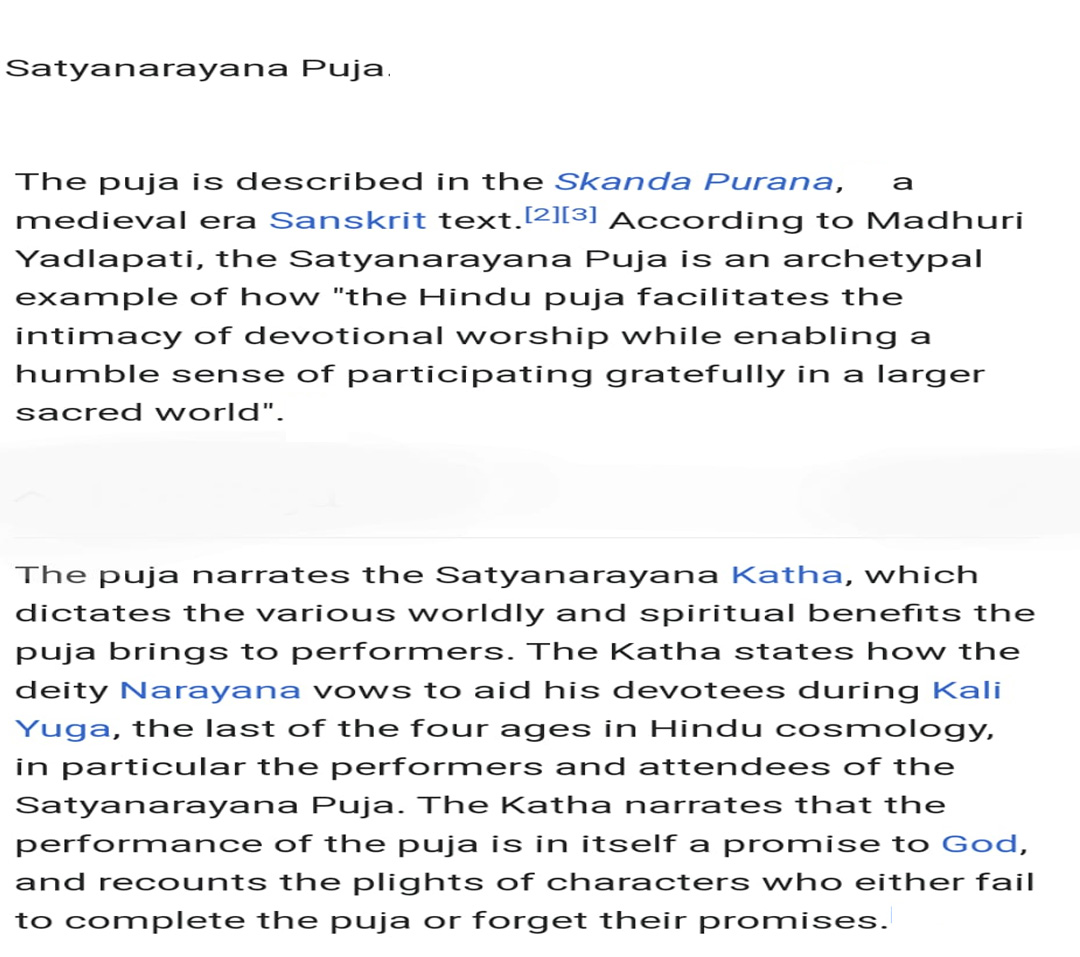 Satyanarayana Puja.
The puja is described in the Skanda Purana, a
medieval era Sanskrit text.[2][3] According to Madhuri
Yadlapati, the Satyanarayana Puja is an archetypal
example of how "the Hindu puja facilitates the
intimacy of devotional worship while enabling a
humble sense of participating gratefully in a larger
sacred world".
The puja narrates the Satyanarayana Katha, which
dictates the various worldly and spiritual benefits the
puja brings to performers. The Katha states how the
deity Narayana vows to aid his devotees during Kali
Yuga, the last of the four ages in Hindu cosmology,
in particular the performers and attendees of the
Satyanarayana Puja. The Katha narrates that the
performance of the puja is in itself a promise to God,
and recounts the plights of characters who either fail
to complete the puja or forget their promises.